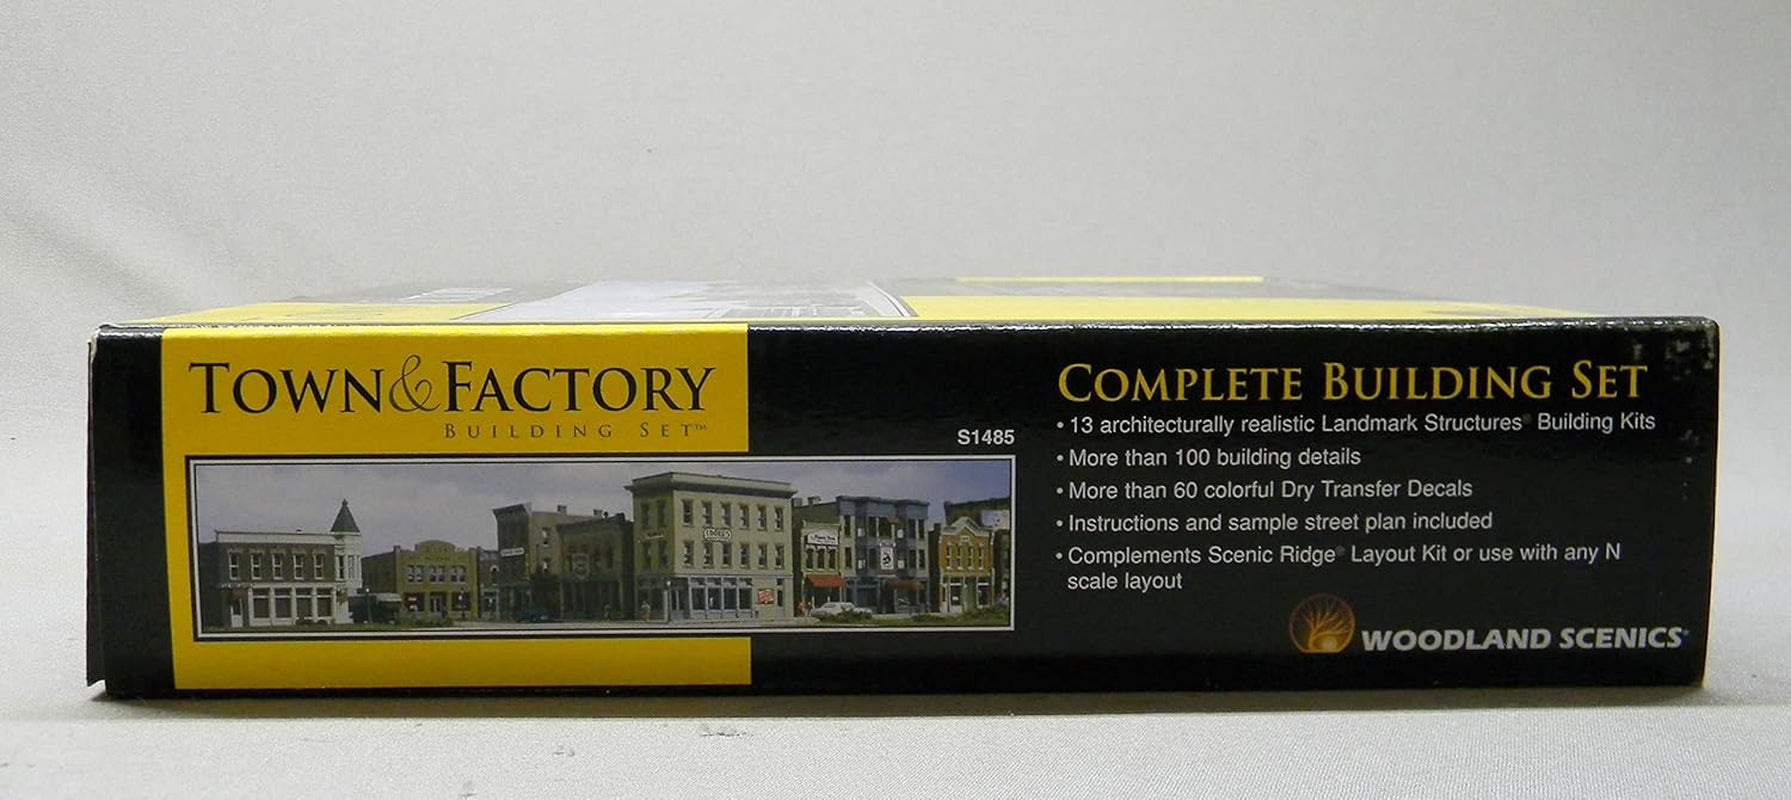 TOWN & FACTORY
BUILDING SET™
S1485
COMPLETE BUILDING SET
• 13 architecturally realistic Landmark Structures® Building Kits
• More than 100 building details
• More than 60 colorful Dry Transfer Decals
• Instructions and sample street plan included
• Complements Scenic Ridge® Layout Kit or use with any N
scale layout
WOODLAND SCENICS®